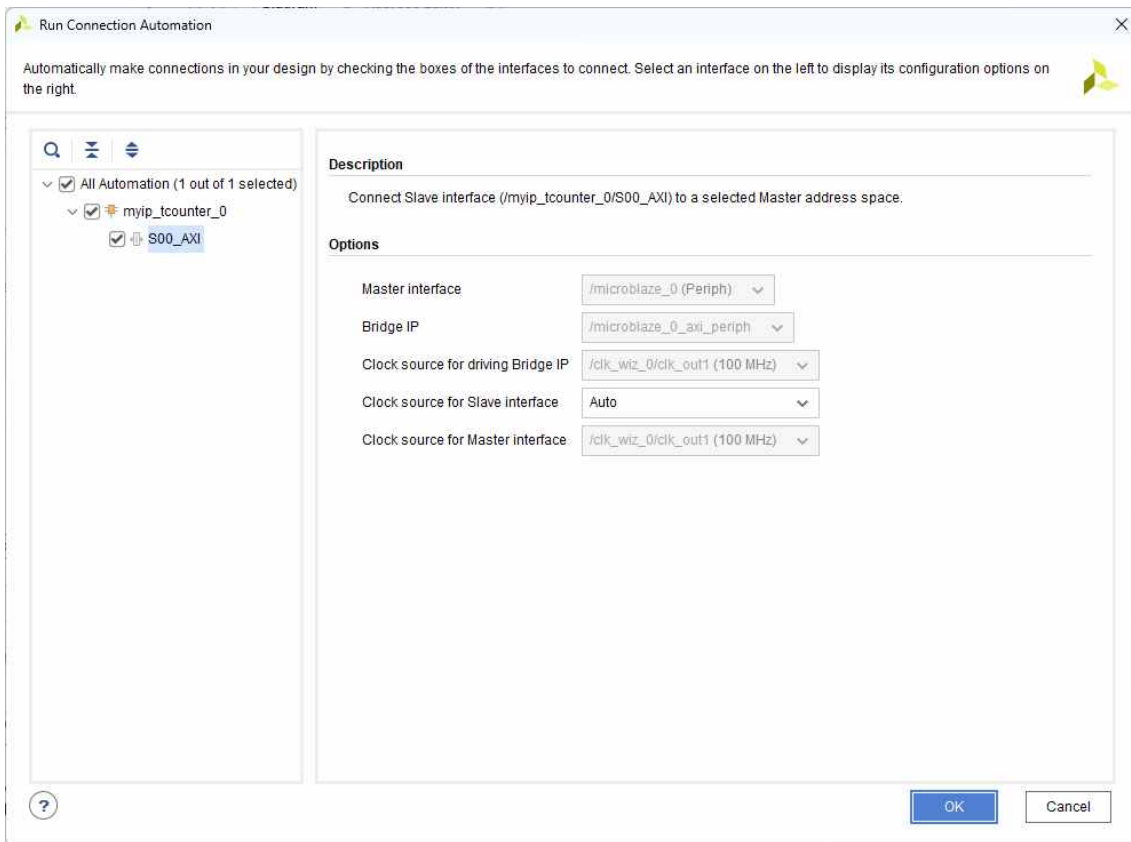 Run Connection Automation
Automatically make connections in your design by checking the boxes of the interfaces to connect. Select an interface on the left to display its configuration options on
the right.
All Automation (1 out of 1 selected)
myip_tcounter_0
S00_AXI
Description
Connect Slave interface (/myip_tcounter_0/S00_AXI) to a selected Master address space.
Options
Master interface /microblaze_0 (Periph)
Bridge IP /microblaze_0_axi_periph
Clock source for driving Bridge IP /clk_wiz_0/clk_out1 (100 MHz)
Clock source for Slave interface Auto
Clock source for Master interface /clk_wiz_0/clk_out1 (100 MHz)
?
OK Cancel